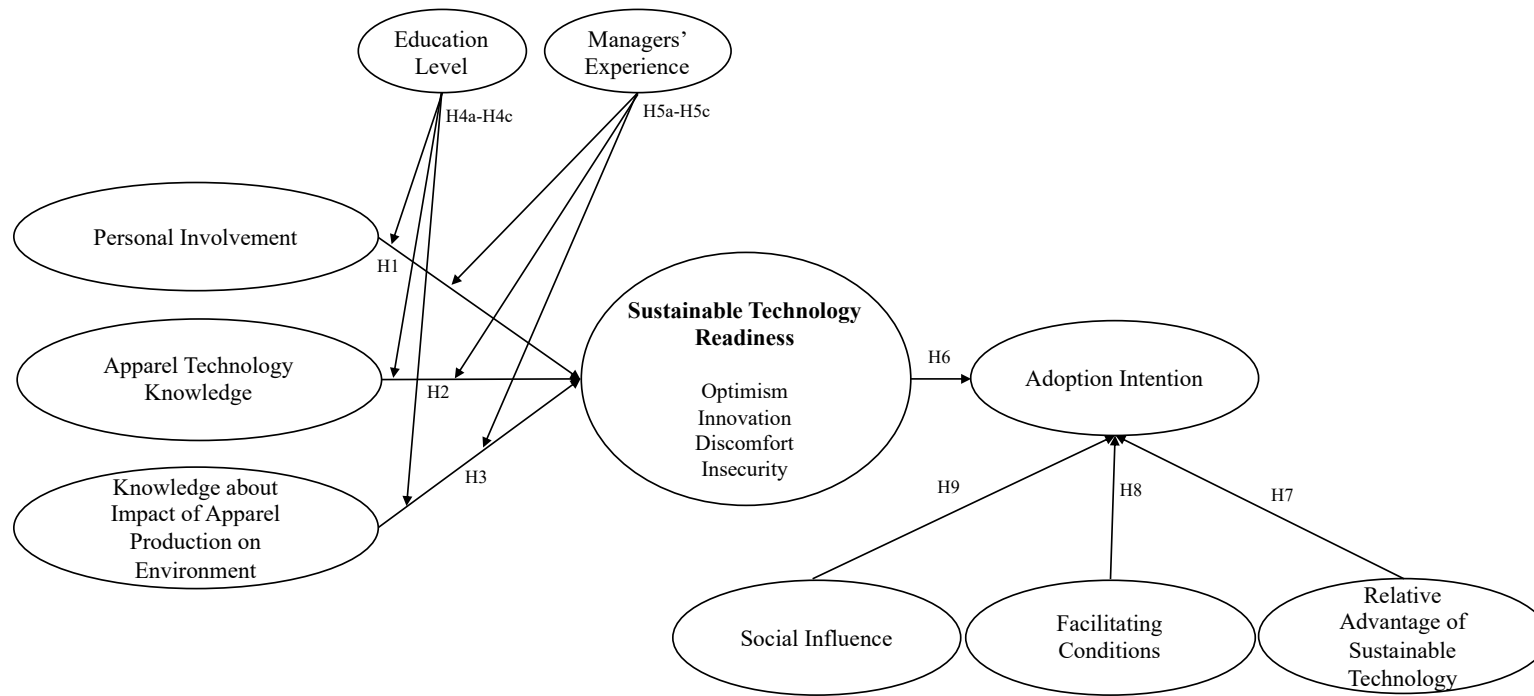 Education
Level
Managers’
Experience
H4a-H4c
H5a-H5c
Personal Involvement
H1
Apparel Technology
Knowledge
H2
Knowledge about
Impact of Apparel
Production on
Environment
H3
Sustainable Technology
Readiness
Optimism
Innovation
Discomfort
Insecurity
H6
Adoption Intention
H9
H8
H7
Social Influence
Facilitating
Conditions
Relative
Advantage of
Sustainable
Technology